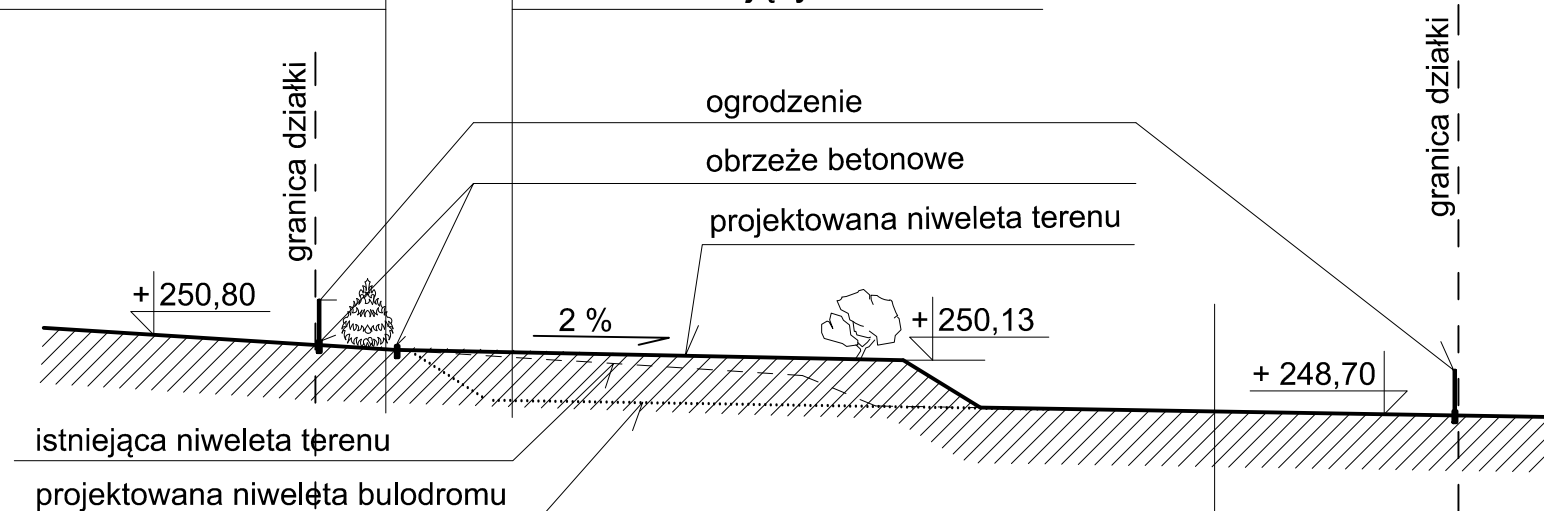 granica działki
granica działki
ogrodzenie
obrzeże betonowe
projektowana niweleta terenu
+ 250,80
2 %
+ 250,13
+ 248,70
istniejąca niweleta terenu
projektowana niweleta bulodromu